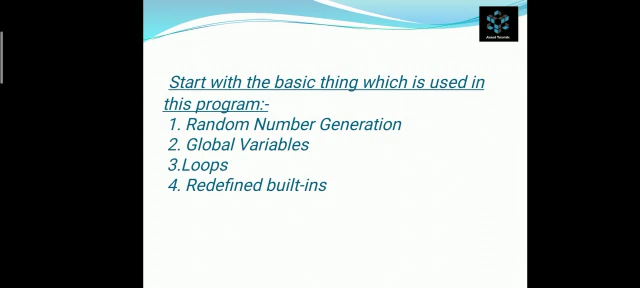 Start with the basic thing which is used in
this program:-
1. Random Number Generation
2. Global Variables
3.Loops
4. Redefined built-ins